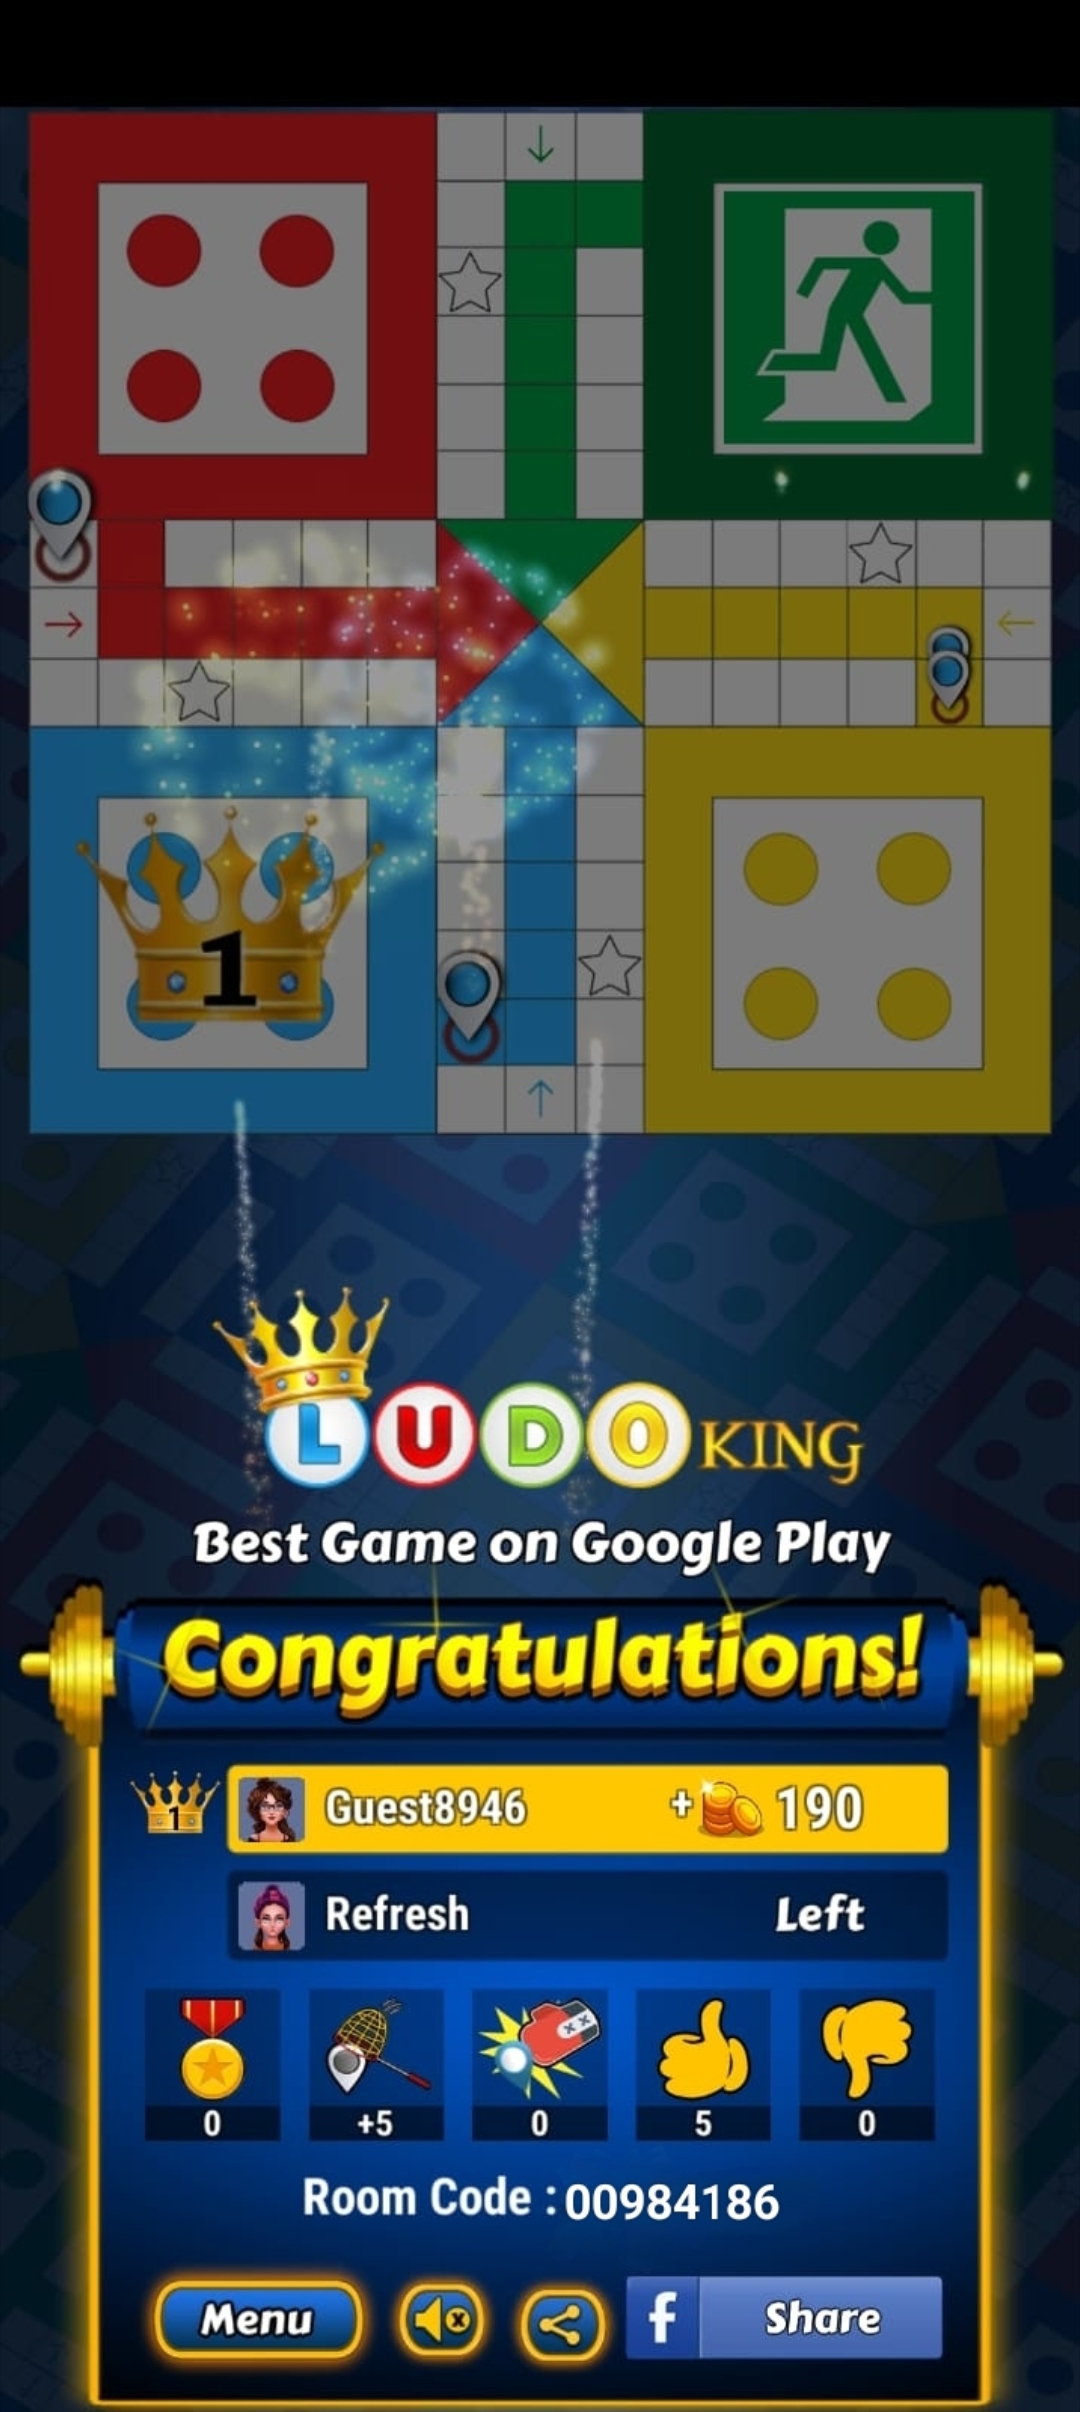 1
LUDO KING
Best Game on Google Play
Congratulations!
1 Guest8946 + 190
Refresh Left
0 +5 0 5 0
Room Code : 00984186
Menu f Share